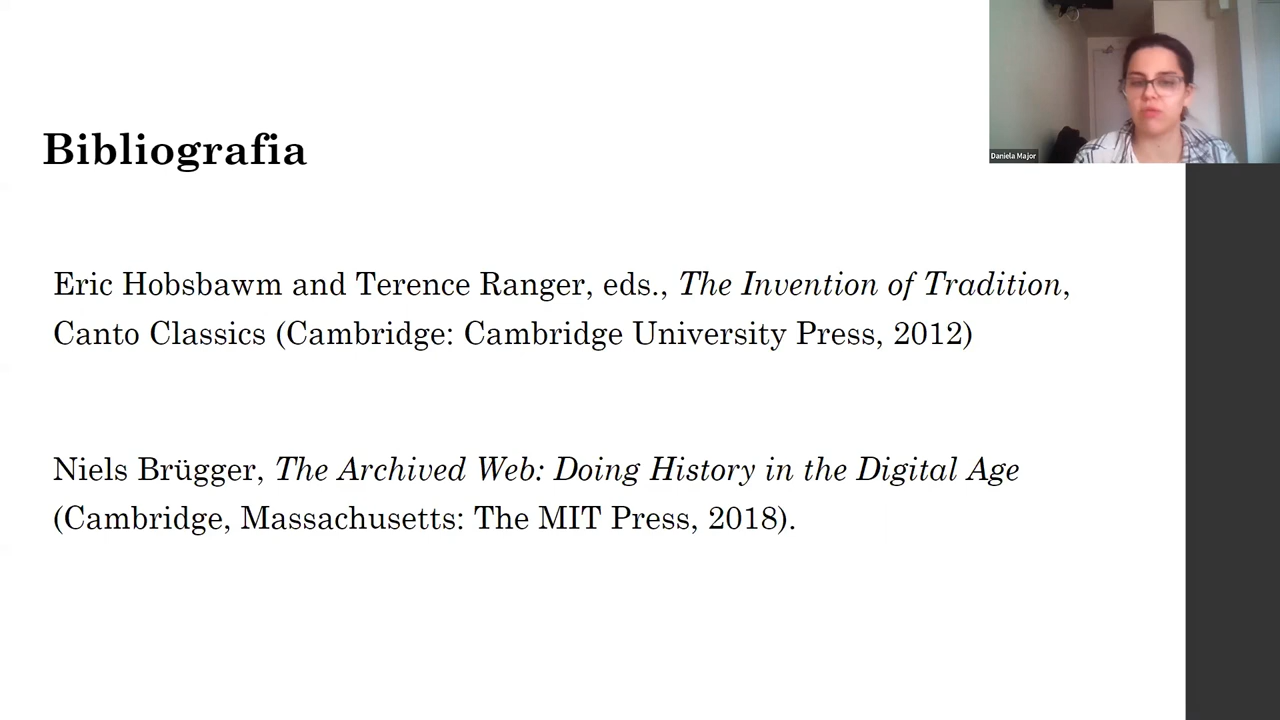 Bibliografia
Daniela Major
Eric Hobsbawm and Terence Ranger, eds., The Invention of Tradition,
Canto Classics (Cambridge: Cambridge University Press, 2012)
Niels Brügger, The Archived Web: Doing History in the Digital Age
(Cambridge, Massachusetts: The MIT Press, 2018).